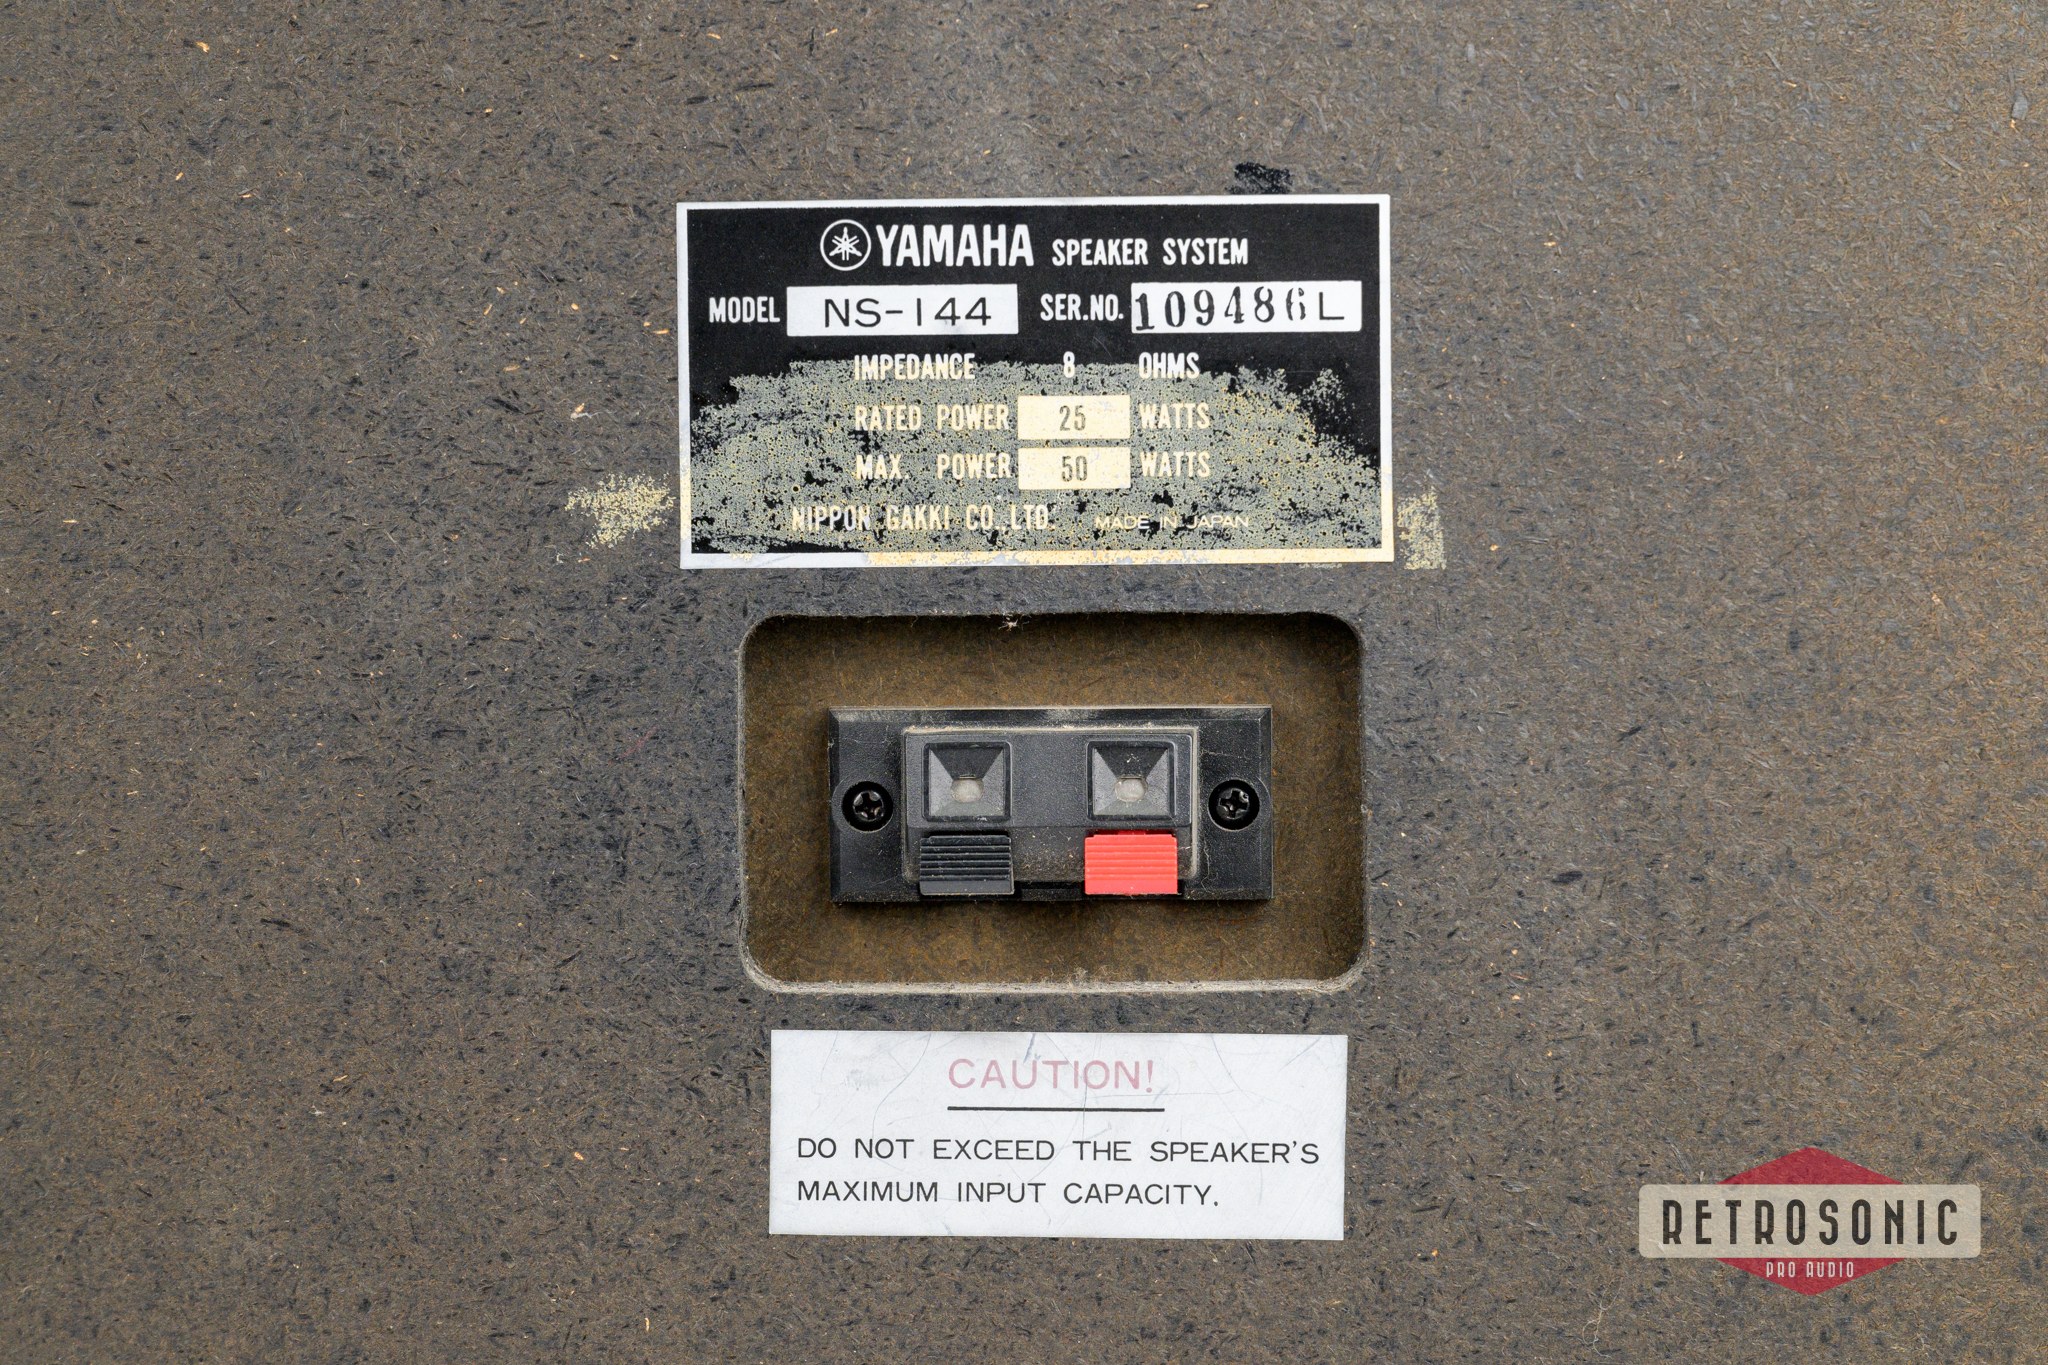 YAMAHA SPEAKER SYSTEM
MODEL NS-144 SER.NO. 109486L
IMPEDANCE 8 OHMS
RATED POWER 25 WATTS
MAX. POWER 50 WATTS
NIPPON GAKKI CO.,LTD. MADE IN JAPAN
CAUTION!
DO NOT EXCEED THE SPEAKER'S
MAXIMUM INPUT CAPACITY.
RETROSONIC
PRO AUDIO